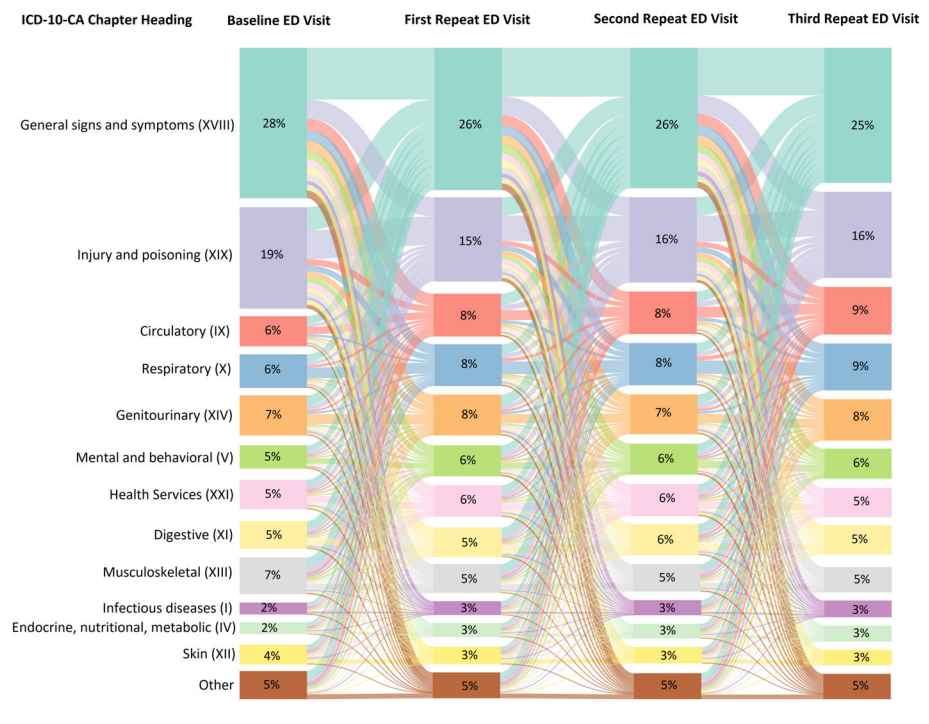 ICD-10-CA Chapter Heading Baseline ED Visit First Repeat ED Visit Second Repeat ED Visit Third Repeat ED Visit
General signs and symptoms (XVIII) 28% 26% 26% 25%
Injury and poisoning (XIX) 19% 15% 16% 16%
Circulatory (IX) 6% 8% 8% 9%
Respiratory (X) 6% 8% 8% 9%
Genitourinary (XIV) 7% 8% 7% 8%
Mental and behavioral (V) 5% 6% 6% 6%
Health Services (XXI) 5% 6% 6% 5%
Digestive (XI) 5% 5% 6% 5%
Musculoskeletal (XIII) 7% 5% 5% 5%
Infectious diseases (I) 2% 3% 3% 3%
Endocrine, nutritional, metabolic (IV) 2% 3% 3% 3%
Skin (XII) 4% 3% 3% 3%
Other 5% 5% 5% 5%